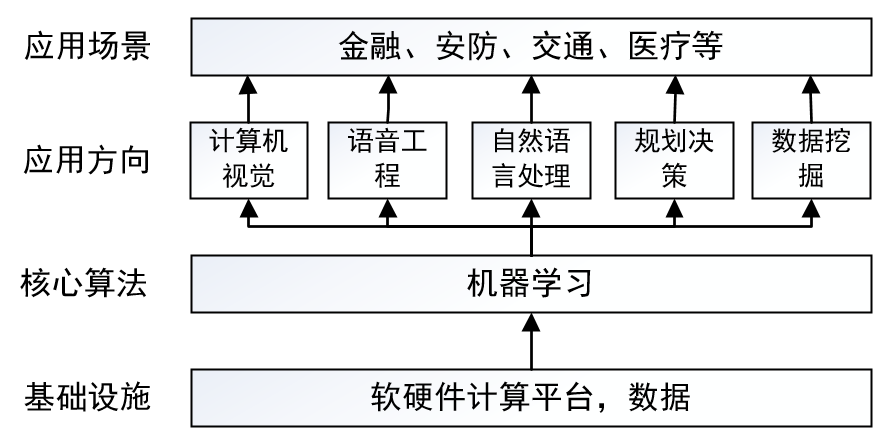 应用场景
金融、安防、交通、医疗等
应用方向
计算机
视觉
语音工
程
自然语
言处理
规划决
策
数据挖
掘
核心算法
机器学习
基础设施
软硬件计算平台，数据